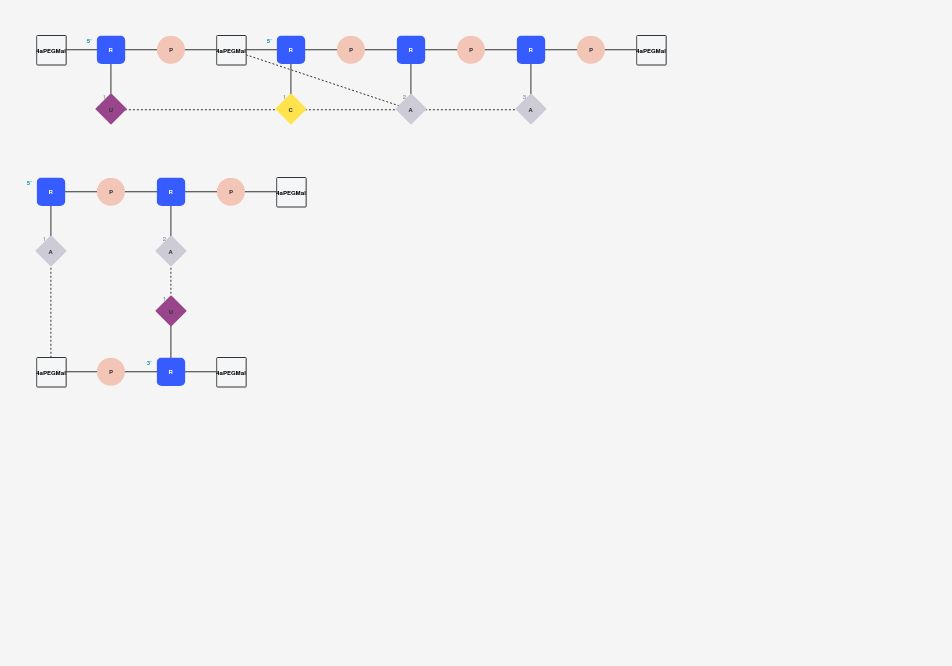 5'
5'
4aPEGMal R P 4aPEGMal R P R P R P 4aPEGMal
1 1 2 3
U C A A
5'
R P R P 4aPEGMal
1 2
A A
1
U
3'
4aPEGMal P R 4aPEGMal